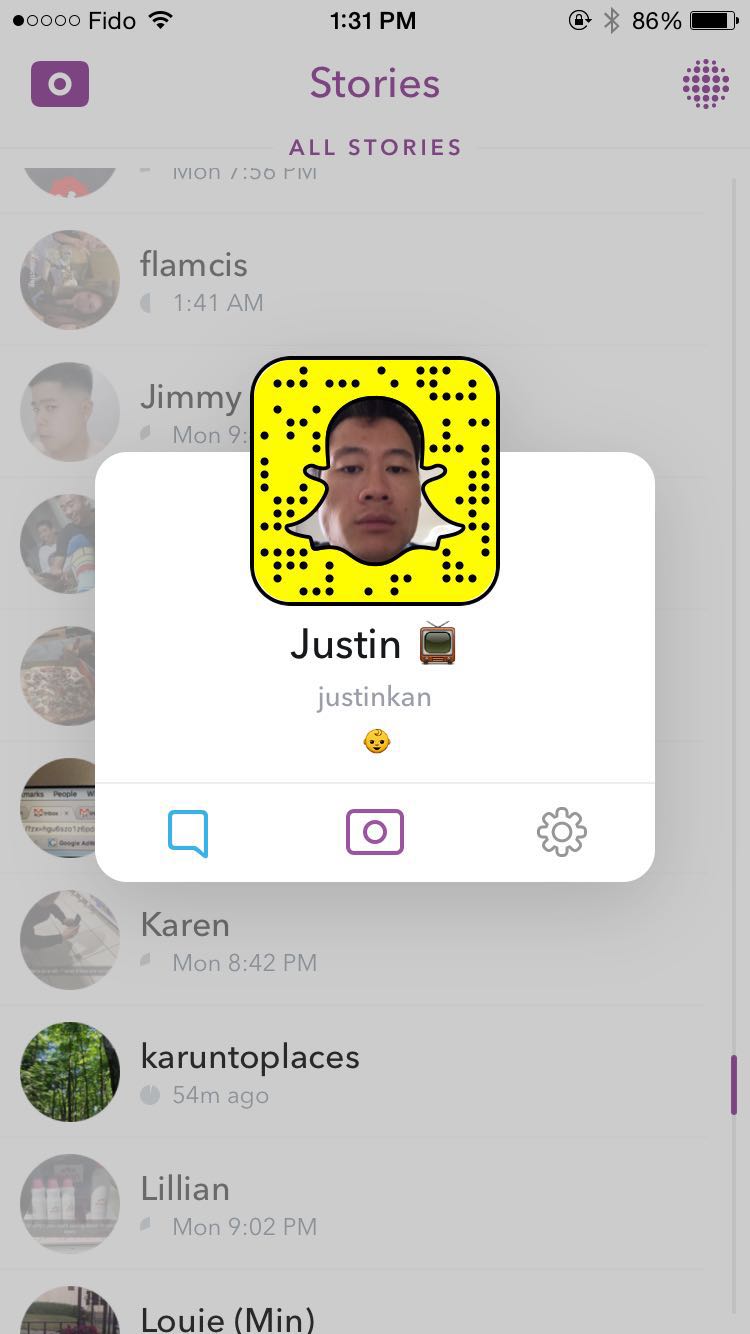 Fido 1:31 PM 86%
Stories
ALL STORIES
Mon 7:56 PM
flamcis
1:41 AM
Jimmy
Mon 9:
Justin 📺
justinkan
👶
Karen
Mon 8:42 PM
karuntoplaces
54m ago
Lillian
Mon 9:02 PM
Louie (Min)